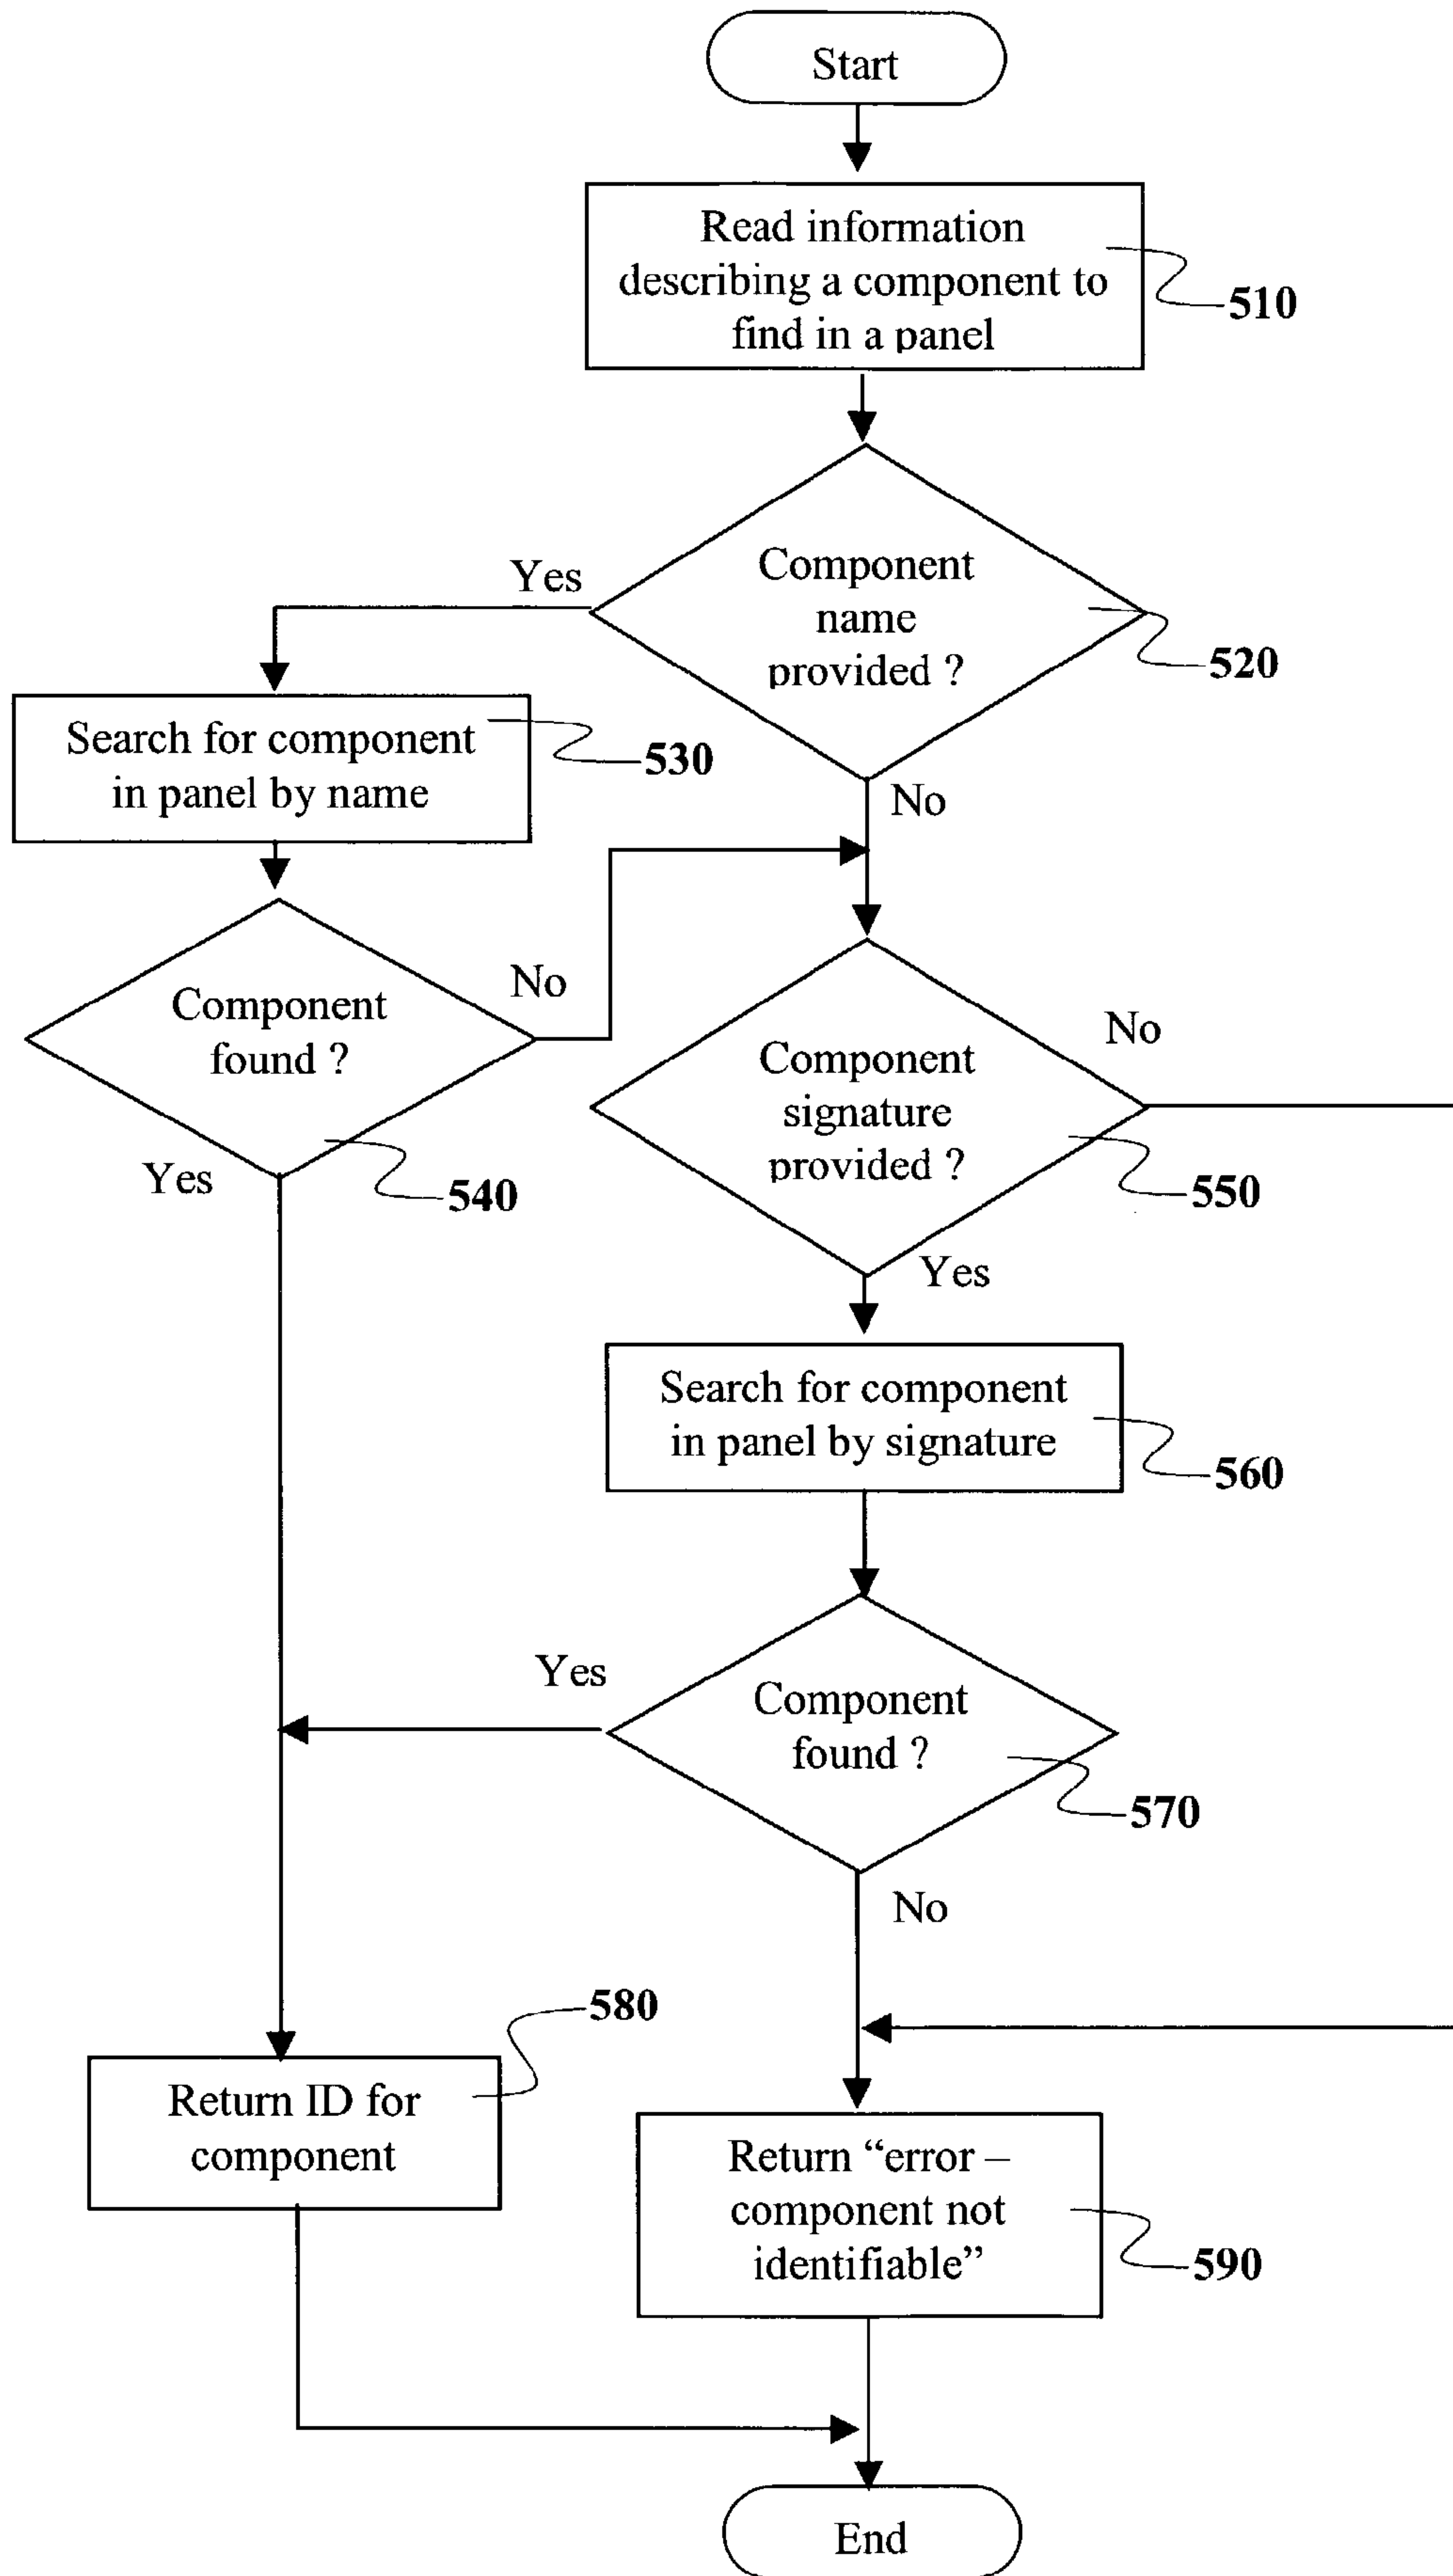 Start
Read information
describing a component to
find in a panel
510
Component
name
provided ?
520
Yes
No
Search for component
in panel by name
530
Component
found ?
540
No
Yes
Component
signature
provided ?
550
No
Yes
Search for component
in panel by signature
560
Component
found ?
570
Yes
No
580
Return ID for
component
Return “error –
component not
identifiable”
590
End